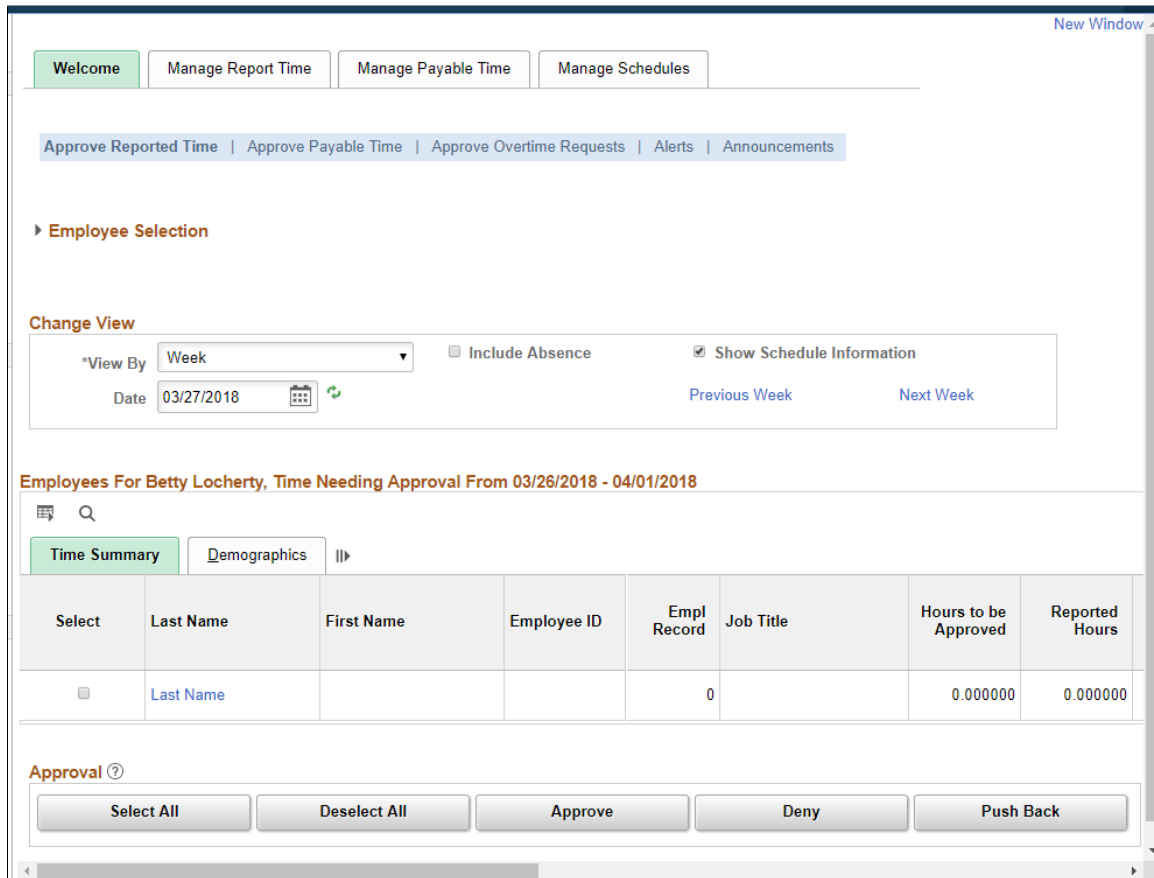 New Window
Welcome Manage Report Time Manage Payable Time Manage Schedules
Approve Reported Time | Approve Payable Time | Approve Overtime Requests | Alerts | Announcements
Employee Selection
Change View
*View By Week Include Absence Show Schedule Information
Date 03/27/2018 Previous Week Next Week
Employees For Betty Locherty, Time Needing Approval From 03/26/2018 - 04/01/2018
Time Summary Demographics
Select Last Name First Name Employee ID Empl Record Job Title Hours to be Approved Reported Hours
Last Name 0 0.000000 0.000000
Approval ?
Select All Deselect All Approve Deny Push Back